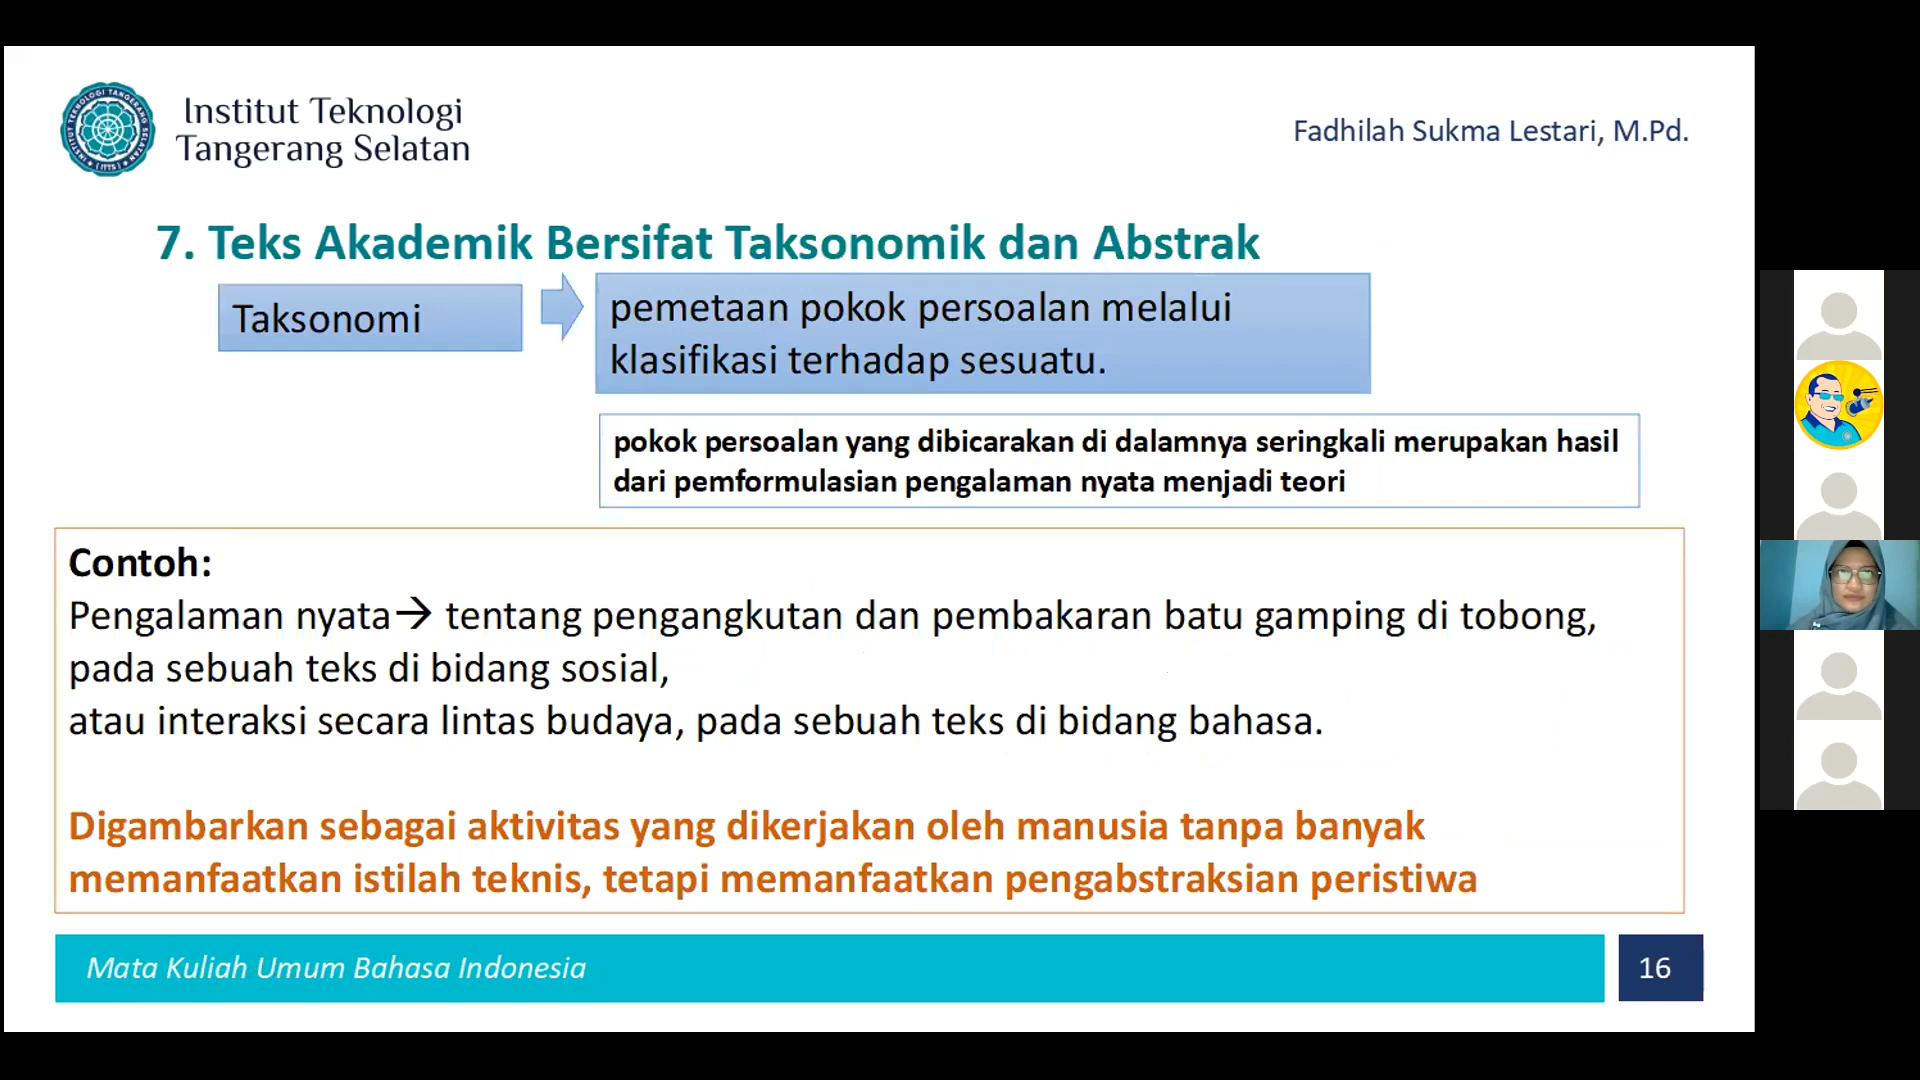 Institut Teknologi
Tangerang Selatan
Fadhilah Sukma Lestari, M.Pd.
7. Teks Akademik Bersifat Taksonomik dan Abstrak
Taksonomi
pemetaan pokok persoalan melalui
klasifikasi terhadap sesuatu.
pokok persoalan yang dibicarakan di dalamnya seringkali merupakan hasil
dari pemformulasian pengalaman nyata menjadi teori
Contoh:
Pengalaman nyata→ tentang pengangkutan dan pembakaran batu gamping di tobong,
pada sebuah teks di bidang sosial,
atau interaksi secara lintas budaya, pada sebuah teks di bidang bahasa.
Digambarkan sebagai aktivitas yang dikerjakan oleh manusia tanpa banyak
memanfaatkan istilah teknis, tetapi memanfaatkan pengabstraksian peristiwa
Mata Kuliah Umum Bahasa Indonesia
16